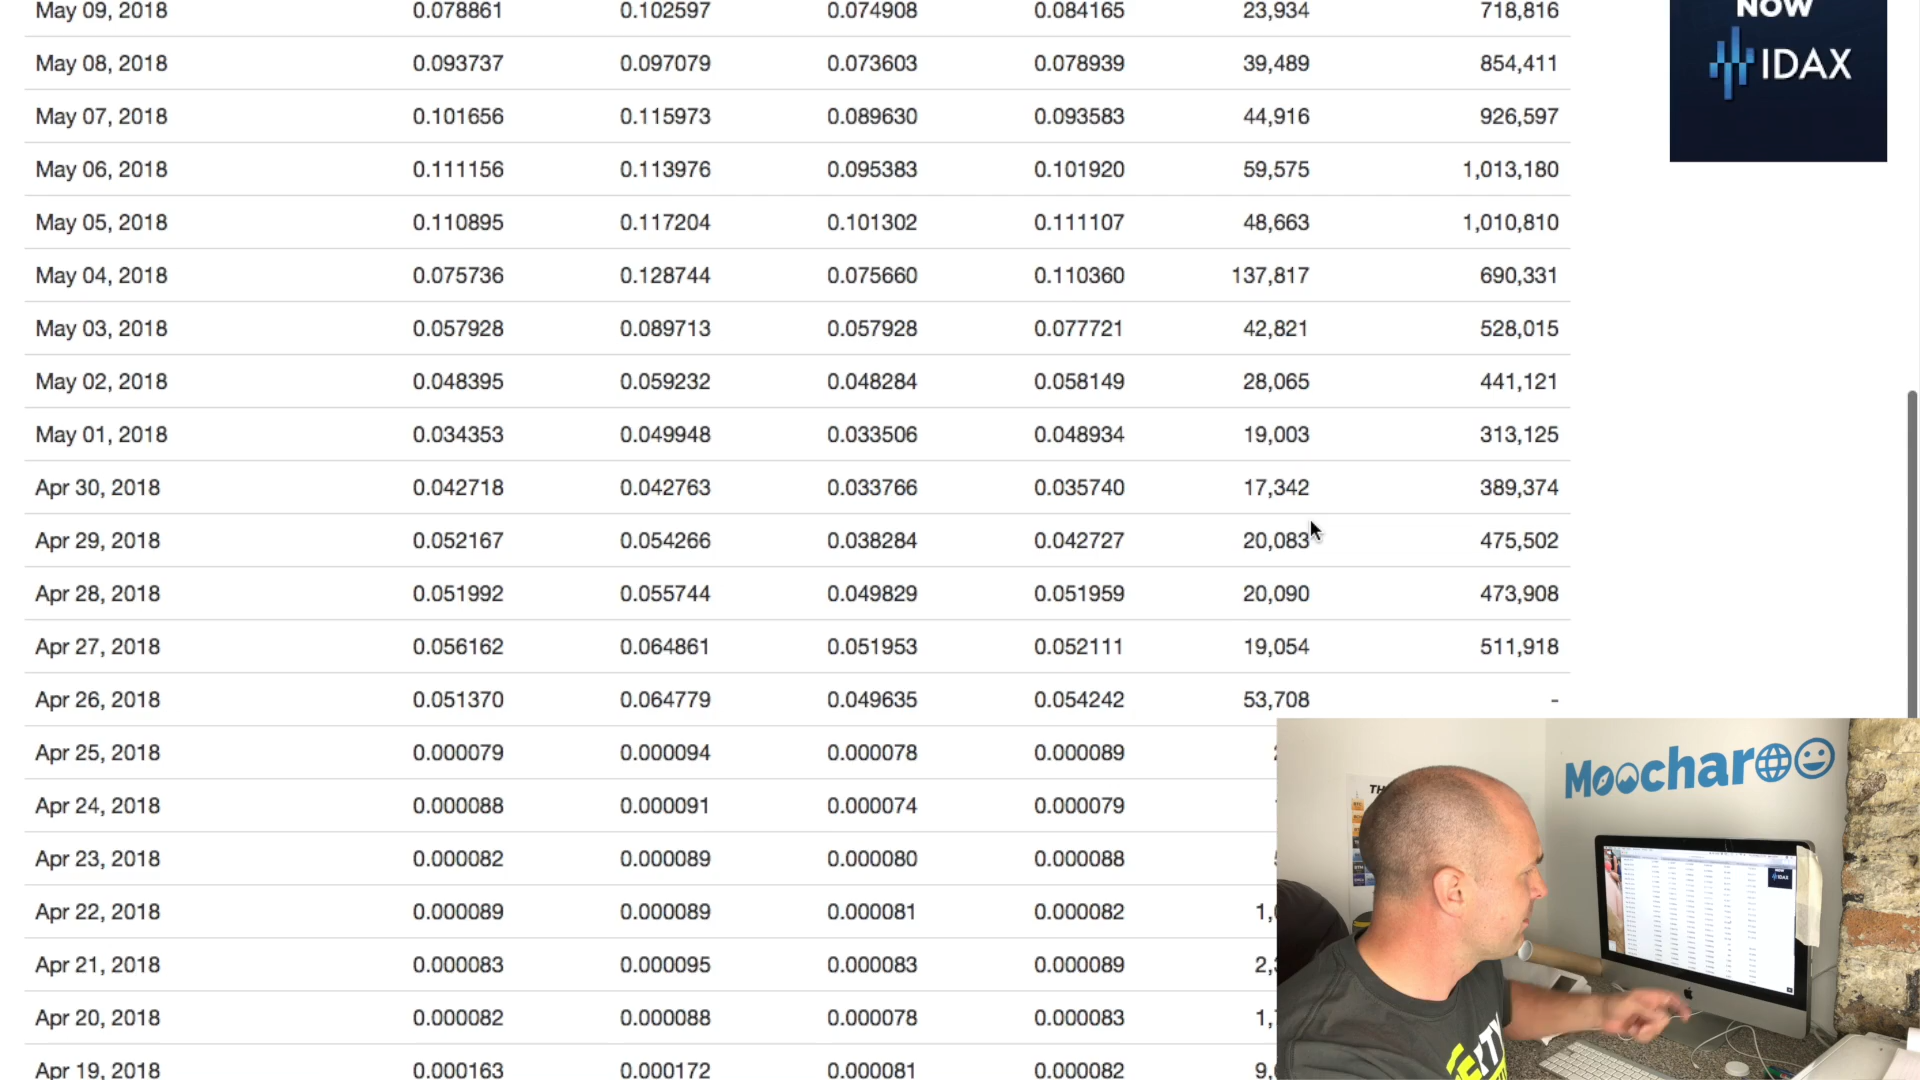 May 09, 2018 0.078861 0.102597 0.074908 0.084165 23,934 718,816
NOW
IDAX
May 08, 2018 0.093737 0.097079 0.073603 0.078939 39,489 854,411
May 07, 2018 0.101656 0.115973 0.089630 0.093583 44,916 926,597
May 06, 2018 0.111156 0.113976 0.095383 0.101920 59,575 1,013,180
May 05, 2018 0.110895 0.117204 0.101302 0.111107 48,663 1,010,810
May 04, 2018 0.075736 0.128744 0.075660 0.110360 137,817 690,331
May 03, 2018 0.057928 0.089713 0.057928 0.077721 42,821 528,015
May 02, 2018 0.048395 0.059232 0.048284 0.058149 28,065 441,121
May 01, 2018 0.034353 0.049948 0.033506 0.048934 19,003 313,125
Apr 30, 2018 0.042718 0.042763 0.033766 0.035740 17,342 389,374
Apr 29, 2018 0.052167 0.054266 0.038284 0.042727 20,083 475,502
Apr 28, 2018 0.051992 0.055744 0.049829 0.051959 20,090 473,908
Apr 27, 2018 0.056162 0.064861 0.051953 0.052111 19,054 511,918
Apr 26, 2018 0.051370 0.064779 0.049635 0.054242 53,708 -
Apr 25, 2018 0.000079 0.000094 0.000078 0.000089
Apr 24, 2018 0.000088 0.000091 0.000074 0.000079
Apr 23, 2018 0.000082 0.000089 0.000080 0.000088
Apr 22, 2018 0.000089 0.000089 0.000081 0.000082 1,
Apr 21, 2018 0.000083 0.000095 0.000083 0.000089 2,
Apr 20, 2018 0.000082 0.000088 0.000078 0.000083 1,
Apr 19, 2018 0.000163 0.000172 0.000081 0.000082 9,
Moocharoo
TH